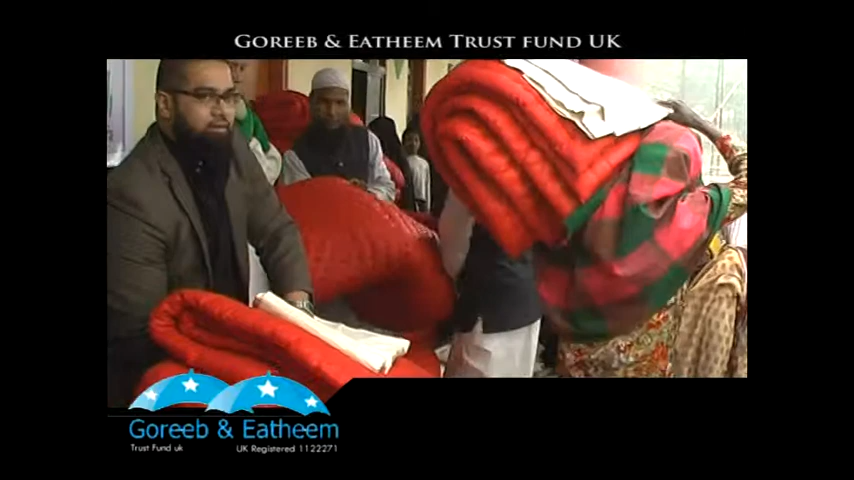 Goreeb & Eatheem Trust fund UK
Goreeb & Eatheem
Trust Fund uk UK Registered 1122271